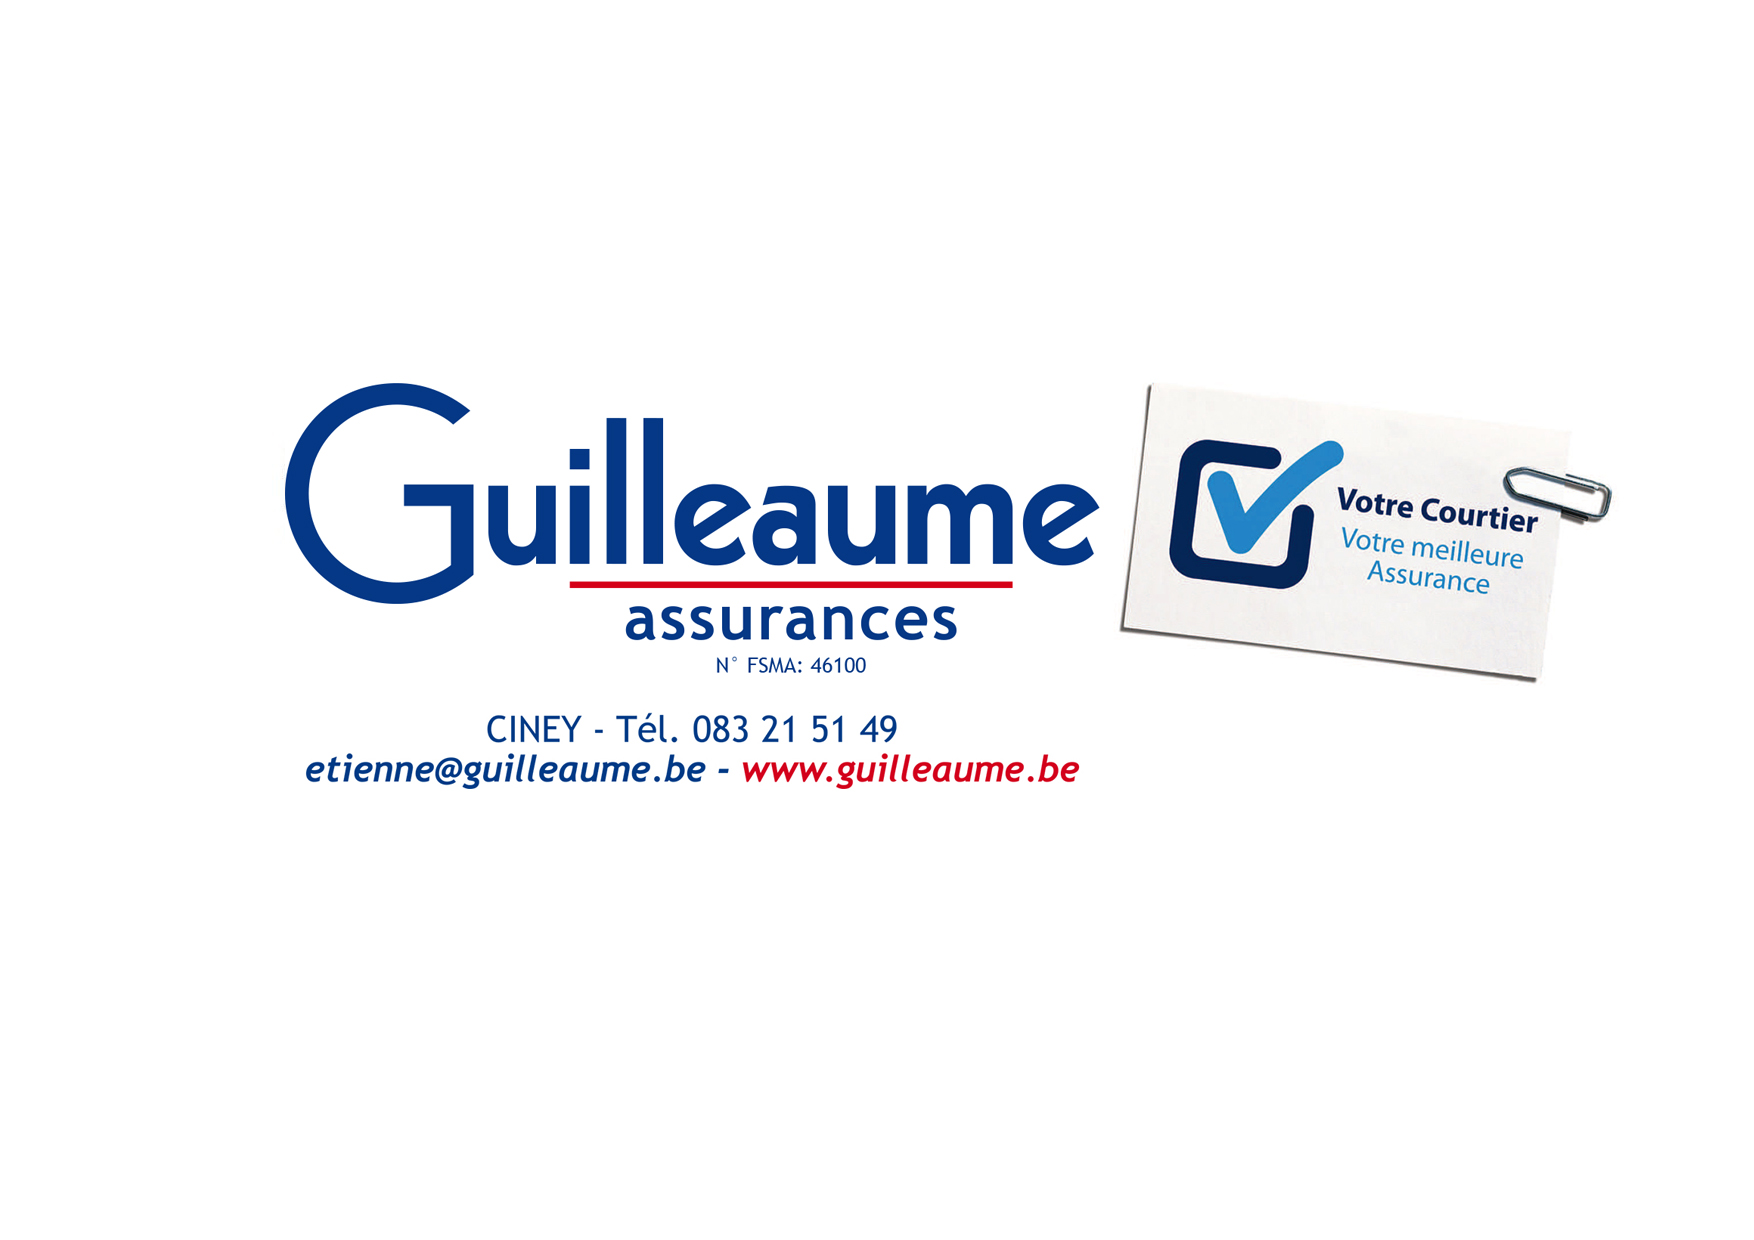 Guilleaume
assurances
N° FSMA: 46100
CINEY - Tél. 083 21 51 49
etienne@guilleaume.be - www.guilleaume.be
Votre Courtier
Votre meilleure
Assurance